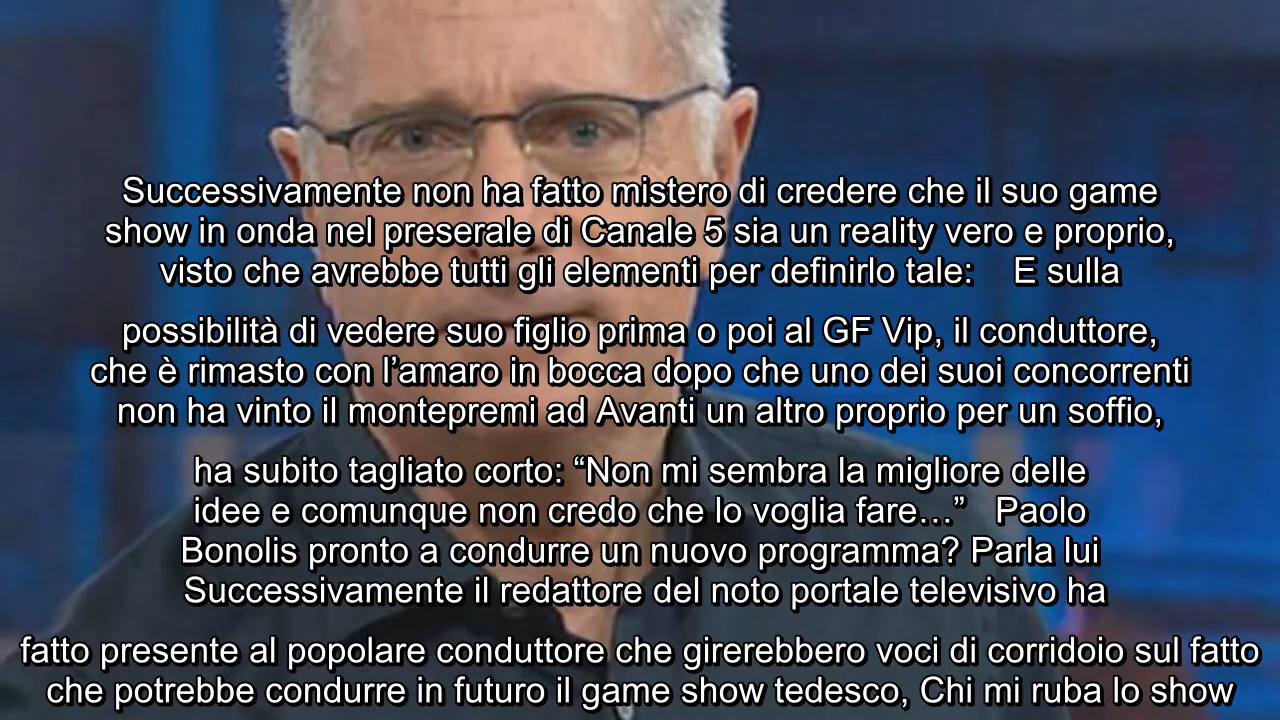 Successivamente non ha fatto mistero di credere che il suo game
show in onda nel preserale di Canale 5 sia un reality vero e proprio,
visto che avrebbe tutti gli elementi per definirlo tale:    E sulla
possibilità di vedere suo figlio prima o poi al GF Vip, il conduttore,
che è rimasto con l’amaro in bocca dopo che uno dei suoi concorrenti
non ha vinto il montepremi ad Avanti un altro proprio per un soffio,
ha subito tagliato corto: “Non mi sembra la migliore delle
idee e comunque non credo che lo voglia fare…”   Paolo
Bonolis pronto a condurre un nuovo programma? Parla lui
Successivamente il redattore del noto portale televisivo ha
fatto presente al popolare conduttore che girerebbero voci di corridoio sul fatto
che potrebbe condurre in futuro il game show tedesco, Chi mi ruba lo show